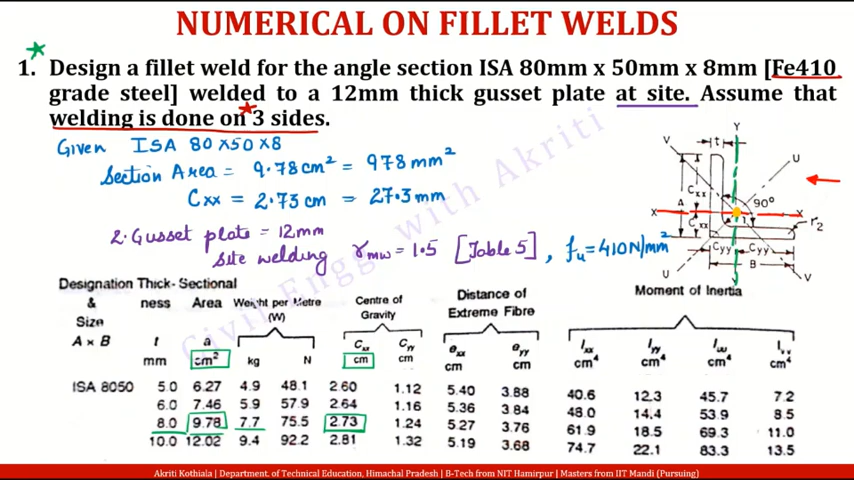 NUMERICAL ON FILLET WELDS
1. Design a fillet weld for the angle section ISA 80mm x 50mm x 8mm [Fe410
grade steel] welded to a 12mm thick gusset plate at site. Assume that
welding is done on 3 sides.
Given ISA 80×50×8
Section Area = 9.78cm² = 978mm²
Cxx = 2.73 cm = 27.3mm
2. Gusset plate = 12mm
Site welding γmw = 1.5 [Table 5], fu = 410N/mm²
Y
V t U
Cxx
A 90°
X X
Cxx r2
Cyy Cyy
U B V
Y
Designation Thick- Sectional Weight per Metre Centre of Distance of Moment of Inertia
& ness Area (W) Gravity Extreme Fibre
Size
A × B t a Cxx Cyy exx eyy Ixx Iyy Iuu Ivv
mm cm² kg N cm cm cm cm cm⁴ cm⁴ cm⁴ cm⁴
ISA 8050 5.0 6.27 4.9 48.1 2.60 1.12 5.40 3.88 40.6 12.3 45.7 7.2
6.0 7.46 5.9 57.9 2.64 1.16 5.36 3.84 48.0 14.4 53.9 8.5
8.0 9.78 7.7 75.5 2.73 1.24 5.27 3.76 61.9 18.5 69.3 11.0
10.0 12.02 9.4 92.2 2.81 1.32 5.19 3.68 74.7 22.1 83.3 13.5
Civil Engg. with Akriti
Akriti Kothiala | Department. of Technical Education, Himachal Pradesh | B-Tech from NIT Hamirpur | Masters from IIT Mandi (Pursuing)